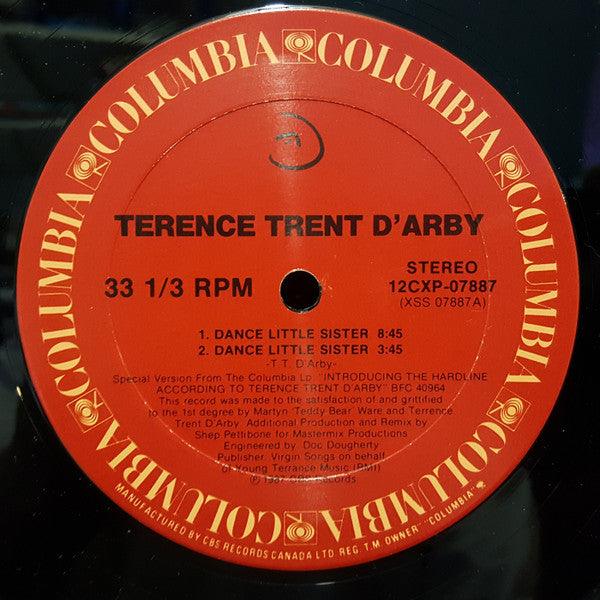 COLUMBIA COLUMBIA COLUMBIA COLUMBIA COLUMBIA COLUMBIA COLUMBIA COLUMBIA
TERENCE TRENT D'ARBY
33 1/3 RPM
STEREO
12CXP-07887
(XSS 07887A)
1. DANCE LITTLE SISTER 8:45
2. DANCE LITTLE SISTER 3:45
-T T. D'Arby-
Special Version From The Columbia Lp. "INTRODUCING THE HARDLINE
ACCORDING TO TERENCE TRENT D'ARBY" BFC 40964
This record was made to the satisfaction of and grittified
to the 1st degree by Martyn 'Teddy Bear' Ware and Terrence
Trent D'Arby Additional Production and Remix by
Shep Pettibone for Mastermix Productions
Engineered by: Doc Dougherty
Publisher. Virgin Songs on behalf
of Young Terrance Music (BMI)
℗ 1987 CBS Records
MANUFACTURED BY CBS RECORDS CANADA LTD REG. T.M. OWNER "COLUMBIA"